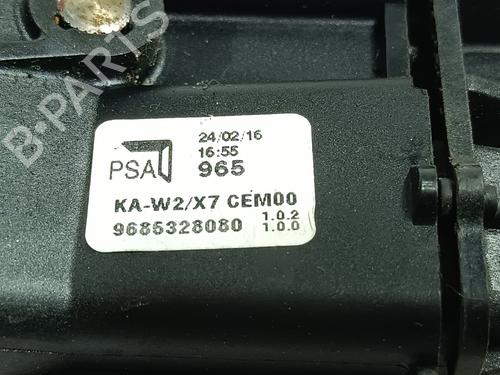 B-PARTS
24/02/16
16:55
PSA 965
KA-W2/X7 CEM00
1.0.2
9685328080 1.0.0